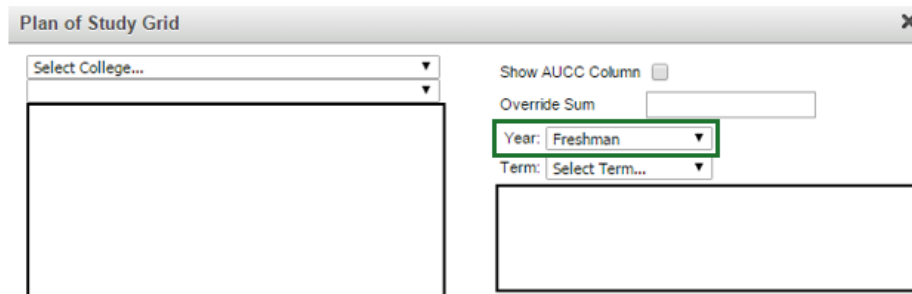 Plan of Study Grid
Select College...
Show AUCC Column
Override Sum
Year: Freshman
Term: Select Term...